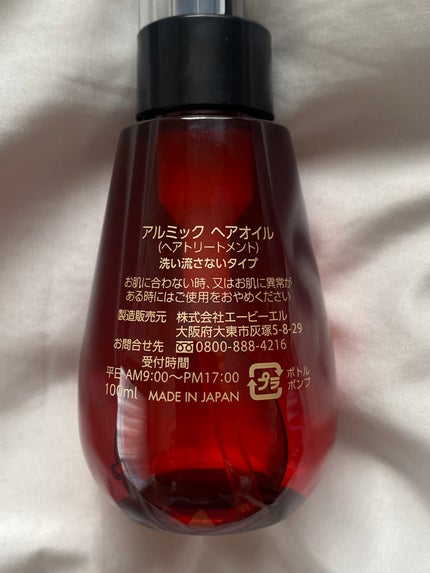 アルミック ヘアオイル
(ヘアトリートメント)
洗い流さないタイプ
お肌に合わない時、又はお肌に異常が
ある時にはご使用をおやめください
製造販売元 株式会社エービーエル
大阪府大東市灰塚5-8-29
お問合せ先 0800-888-4216
受付時間
平日 AM9:00～PM17:00
100ml MADE IN JAPAN
プラ
ボトル
ポンプ